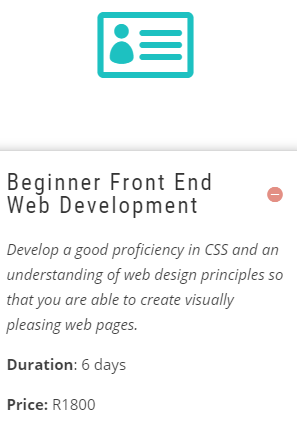 Beginner Front End
Web Development
Develop a good proficiency in CSS and an
understanding of web design principles so
that you are able to create visually
pleasing web pages.
Duration: 6 days
Price: R1800